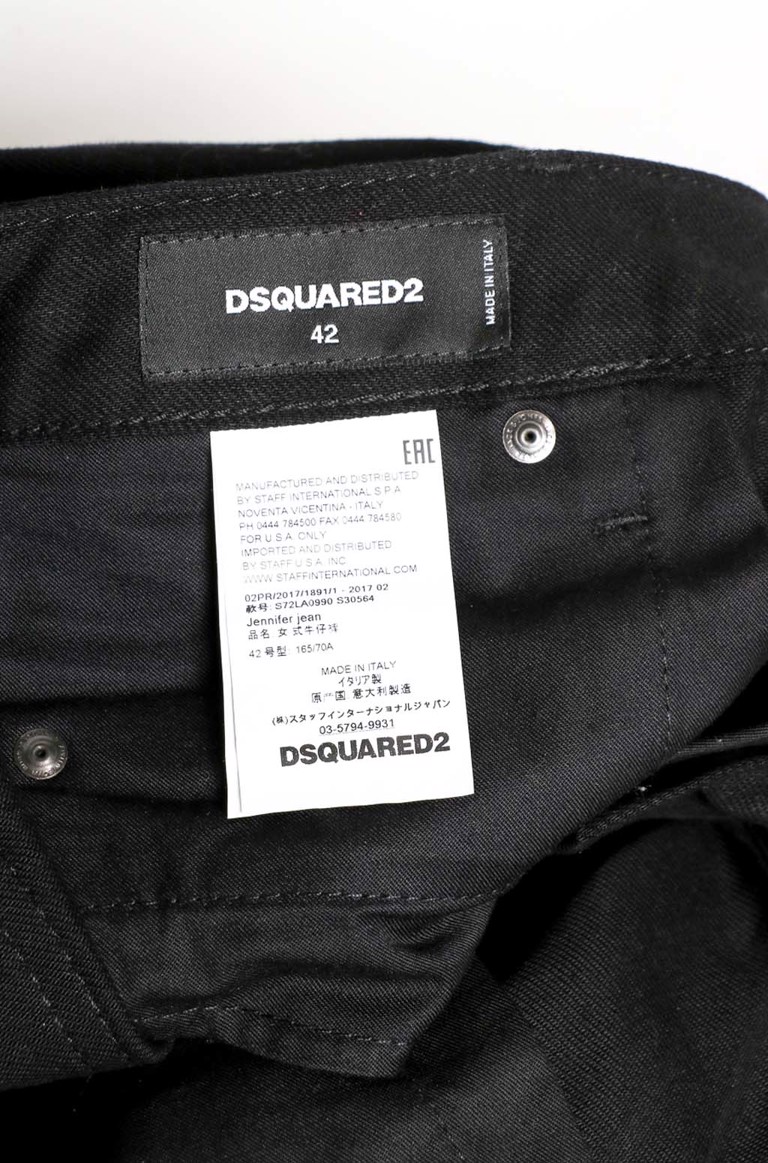 DSQUARED2
42
MADE IN ITALY
EAC
MANUFACTURED AND DISTRIBUTED
BY STAFF INTERNATIONAL S.P.A
NOVENTA VICENTINA - ITALY
PH 0444 784500 FAX 0444 784580
FOR U.S.A. ONLY
IMPORTED AND DISTRIBUTED
BY STAFF U.S.A. INC
WWW.STAFFINTERNATIONAL.COM
02PR/2017/1891/1 - 2017 02
款号: S72LA0990 S30564
Jennifer jean
品名: 女式牛仔裤
42 号型: 165/70A
MADE IN ITALY
イタリア製
原产国 意大利製造
(株)スタッフインターナショナルジャパン
03-5794-9931
DSQUARED2